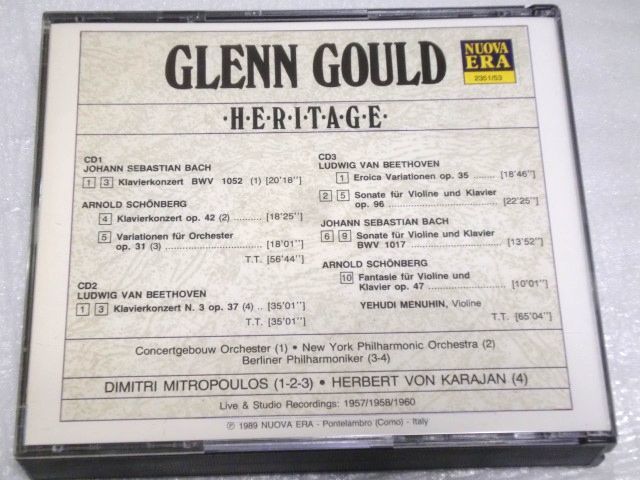 GLENN GOULD
NUOVA
ERA
2351/53
·H·E·R·I·T·A·G·E·
CD1
JOHANN SEBASTIAN BACH
1 3 Klavierkonzert BWV 1052 (1) [20'18"]
ARNOLD SCHÖNBERG
4 Klavierkonzert op. 42 (2) ........ [18'25"]
5 Variationen für Orchester
op. 31 (3) ........................ [18'01"]
T.T. [56'44"]
CD2
LUDWIG VAN BEETHOVEN
1 3 Klavierkonzert N. 3 op. 37 (4) .. [35'01"]
T.T. [35'01"]
CD3
LUDWIG VAN BEETHOVEN
1 Eroica Variationen op. 35 ........ [18'46"]
2 5 Sonate für Violine und Klavier
op. 96 ........................ [22'25"]
JOHANN SEBASTIAN BACH
6 9 Sonate für Violine und Klavier
BWV 1017 ........................ [13'52"]
ARNOLD SCHÖNBERG
10 Fantasie für Violine und
Klavier op. 47 .................... [10'01"]
YEHUDI MENUHIN, Violine
T.T. [65'04"]
Concertgebouw Orchester (1) • New York Philharmonic Orchestra (2)
Berliner Philharmoniker (3-4)
DIMITRI MITROPOULOS (1-2-3) • HERBERT VON KARAJAN (4)
Live & Studio Recordings: 1957/1958/1960
℗ 1989 NUOVA ERA - Pontelambro (Como) - Italy